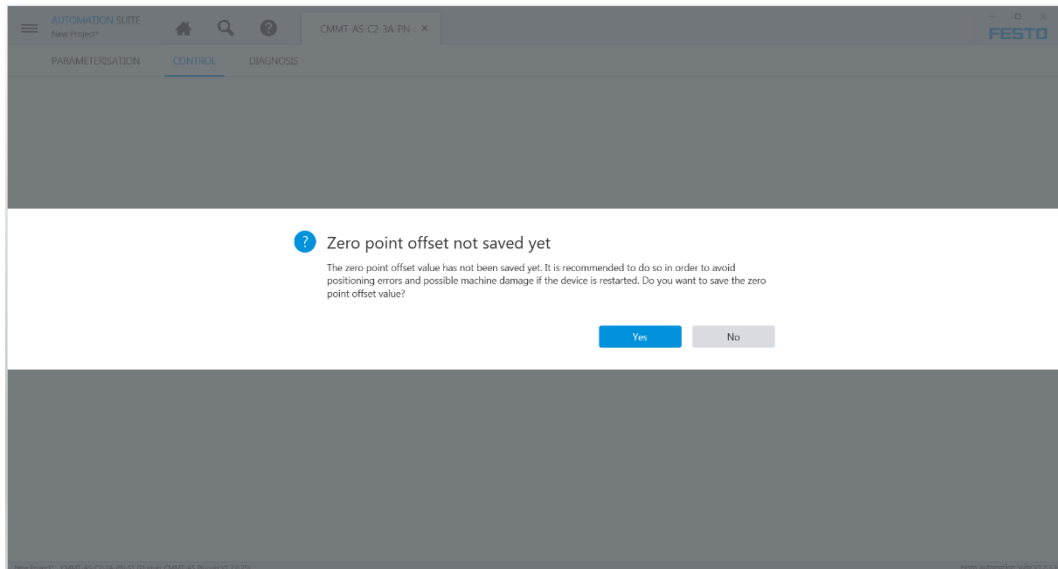 AUTOMATION SUITE
New Project*
CMMT-AS-C2-3A-PN-
FESTO
PARAMETERISATION CONTROL DIAGNOSIS
? Zero point offset not saved yet
The zero point offset value has not been saved yet. It is recommended to do so in order to avoid
positioning errors and possible machine damage if the device is restarted. Do you want to save the zero
point offset value?
Yes No